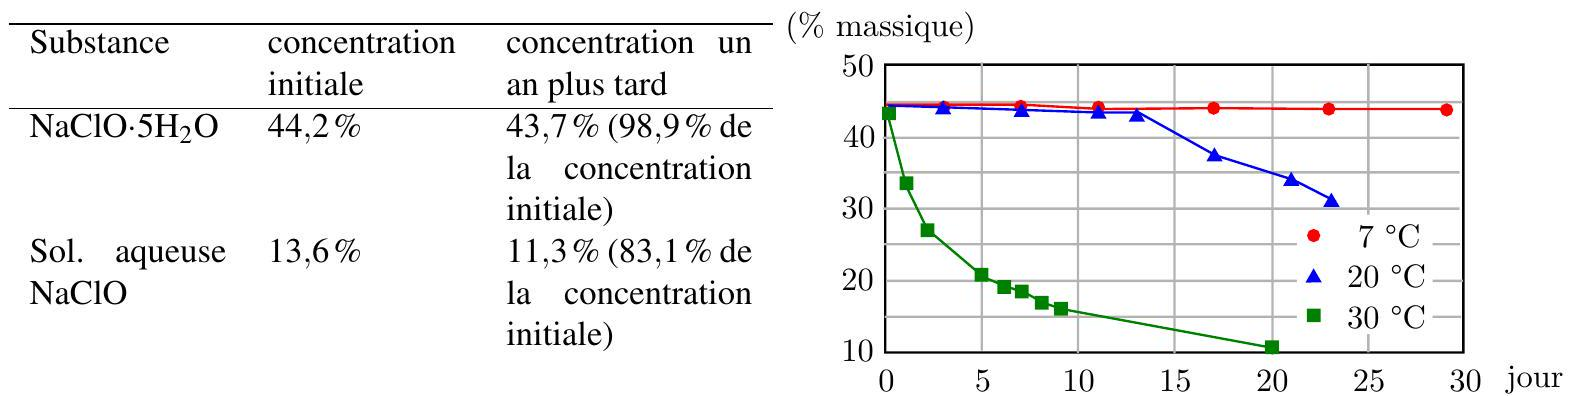 Substance concentration initiale concentration un an plus tard
NaClO·5H₂O 44,2 % 43,7 % (98,9 % de la concentration initiale)
Sol. aqueuse NaClO 13,6 % 11,3 % (83,1 % de la concentration initiale)
(% massique)
50
40
30
20
10
0 5 10 15 20 25 30 jour
7 °C
20 °C
30 °C